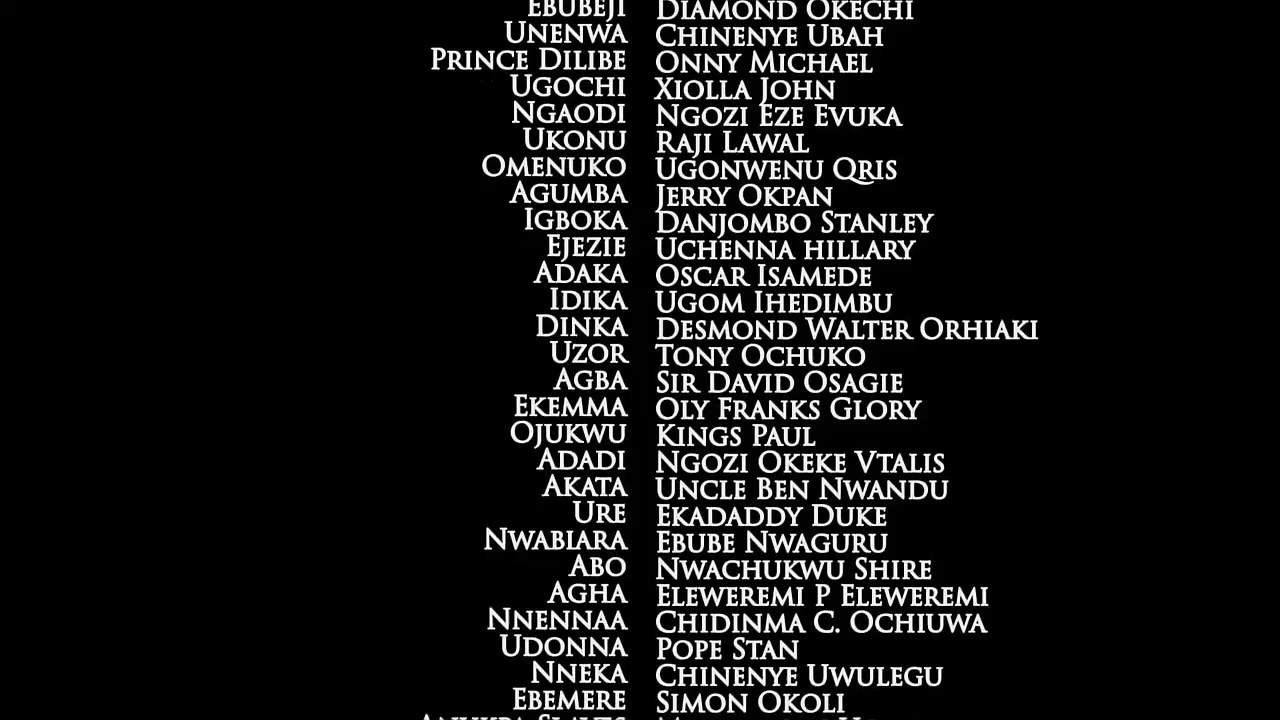 Ebubeji Diamond Okechi
Unenwa Chinenye Ubah
Prince Dilibe Onny Michael
Ugochi Xiolla John
Ngaodi Ngozi Eze Evuka
Ukonu Raji Lawal
Omenuko Ugonwenu Qris
Agumba Jerry Okpan
Igboka Danjombo Stanley
Ejezie Uchenna hillary
Adaka Oscar Isamede
Idika Ugom Ihedimbu
Dinka Desmond Walter Orhiaki
Uzor Tony Ochuko
Agba Sir David Osagie
Ekemma Oly Franks Glory
Ojukwu Kings Paul
Adadi Ngozi Okeke Vtalis
Akata Uncle Ben Nwandu
Ure Ekadaddy Duke
Nwabiara Ebube Nwaguru
Abo Nwachukwu Shire
Agha Eleweremi P Eleweremi
Nnennaa Chidinma C. Ochiuwa
Udonna Pope Stan
Nneka Chinenye Uwulegu
Ebemere Simon Okoli